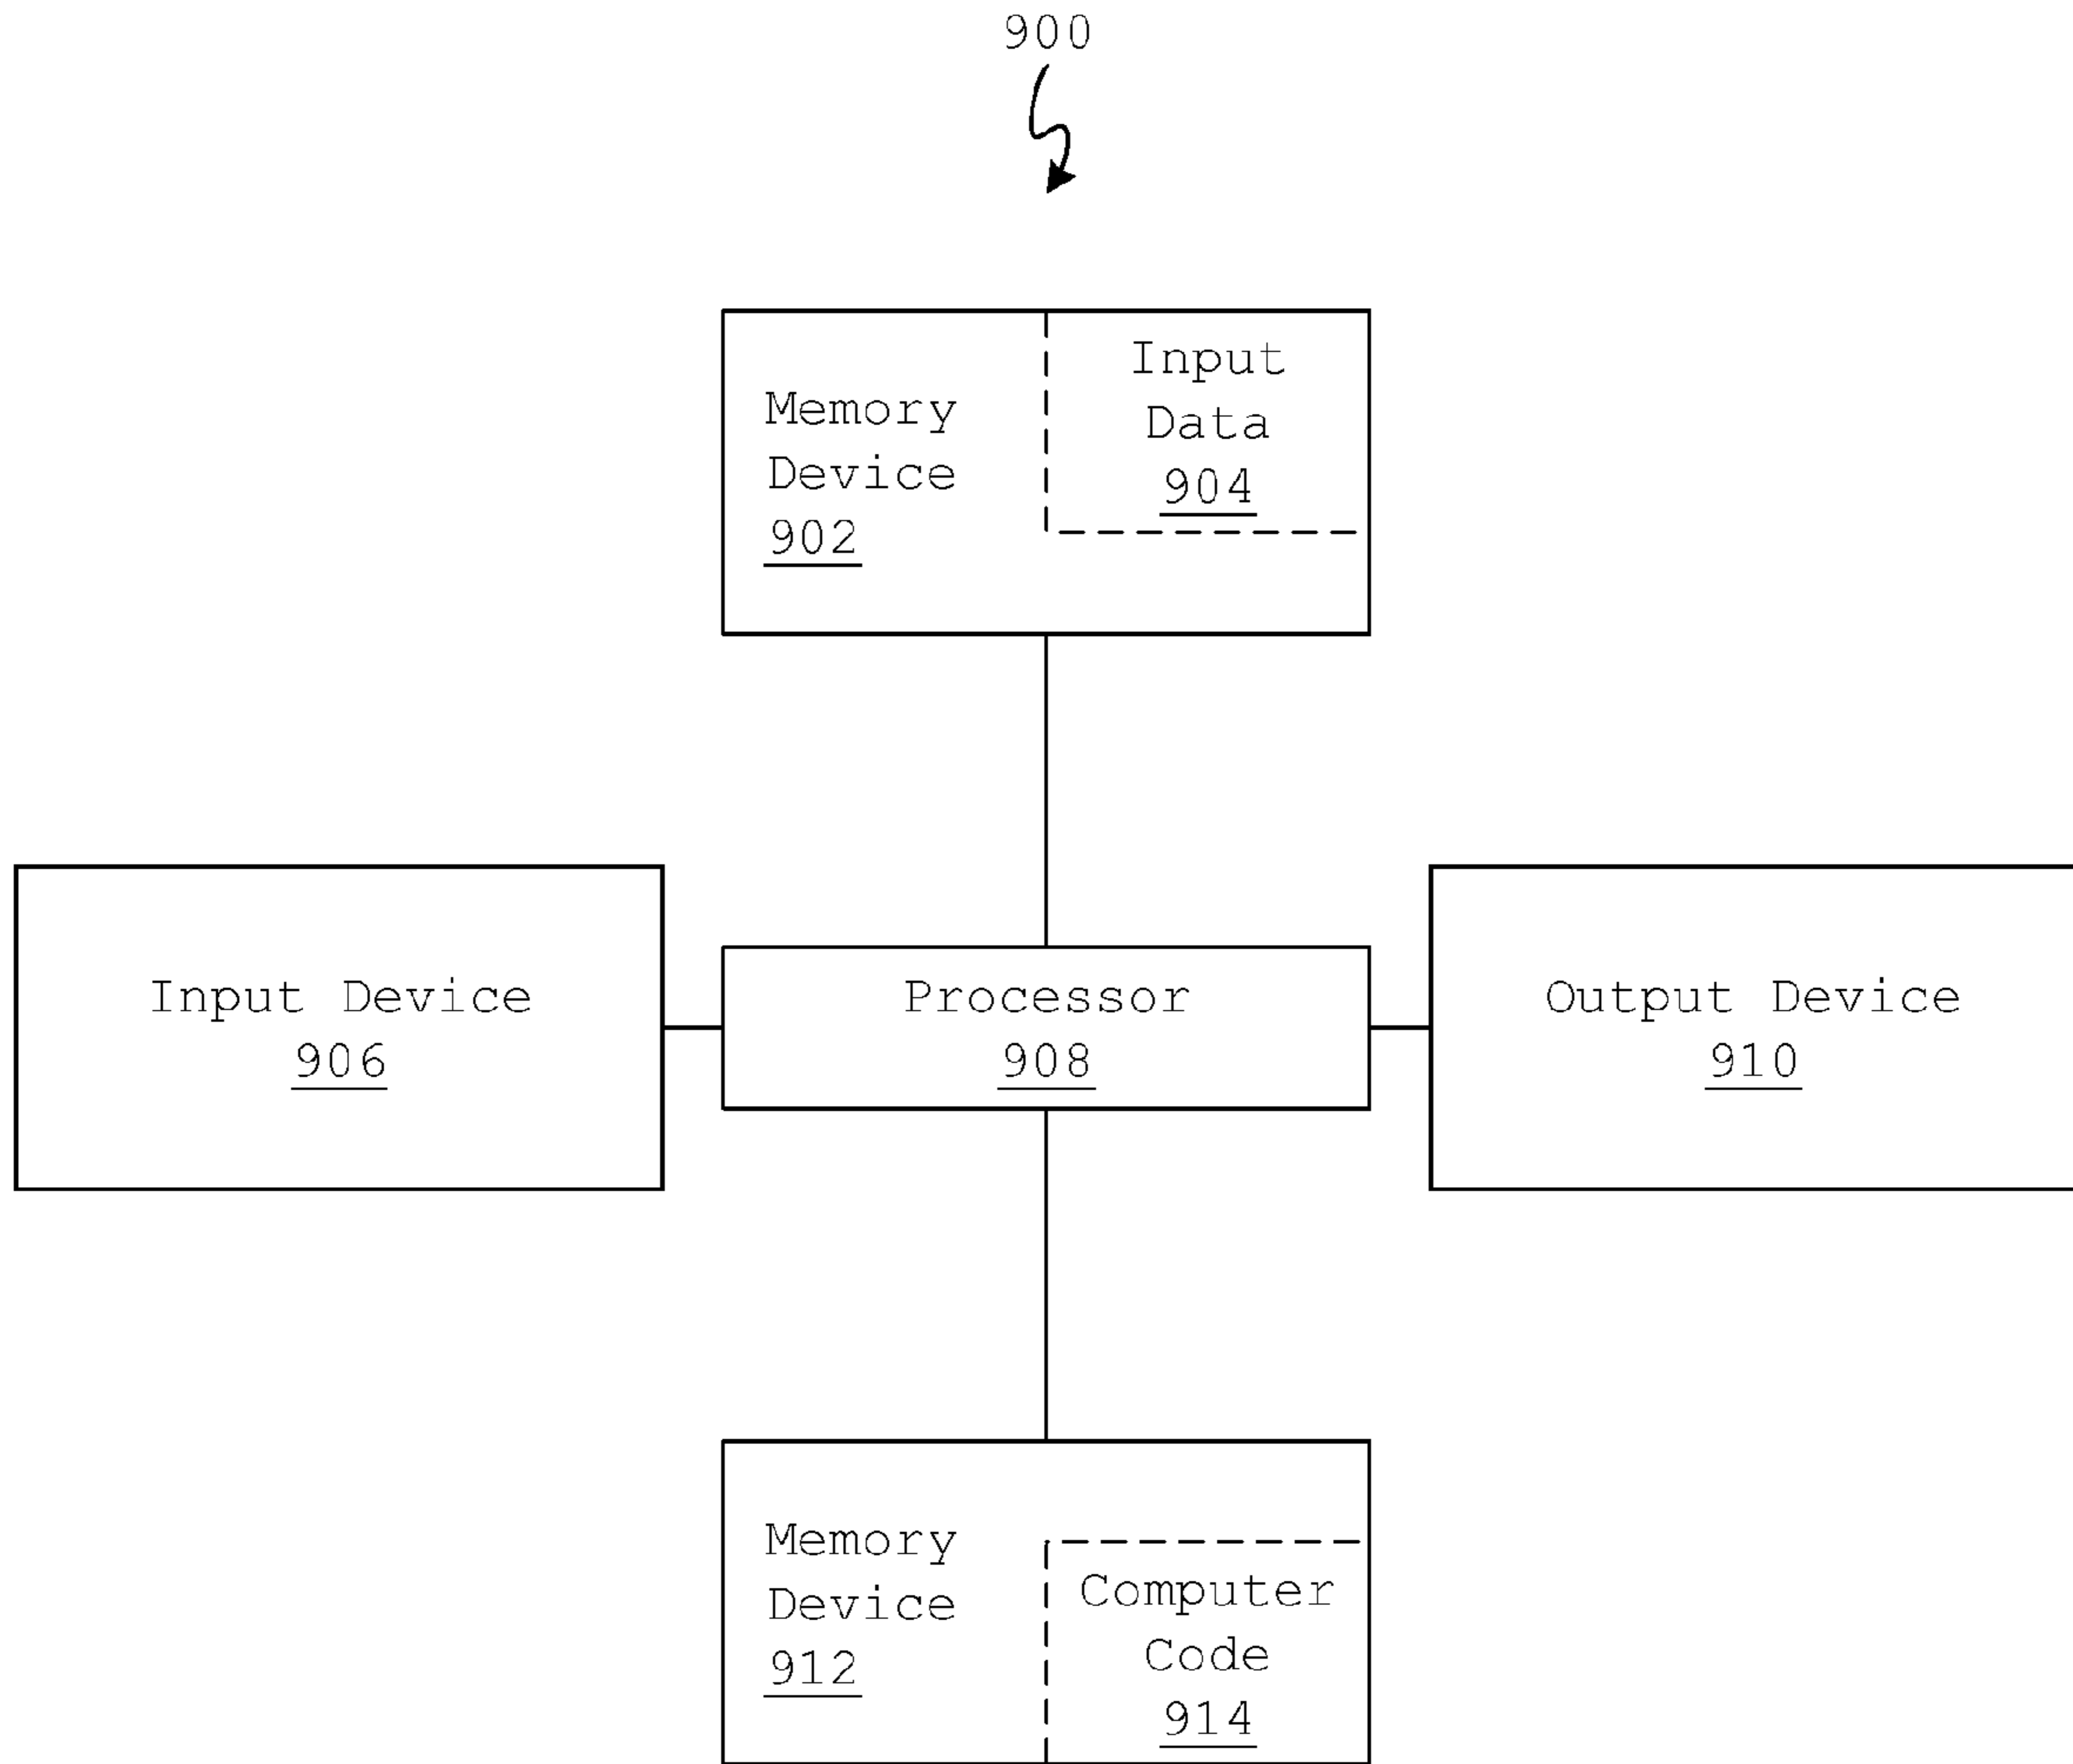 900
Memory
Device
902
Input
Data
904
Input Device
906
Processor
908
Output Device
910
Memory
Device
912
Computer
Code
914